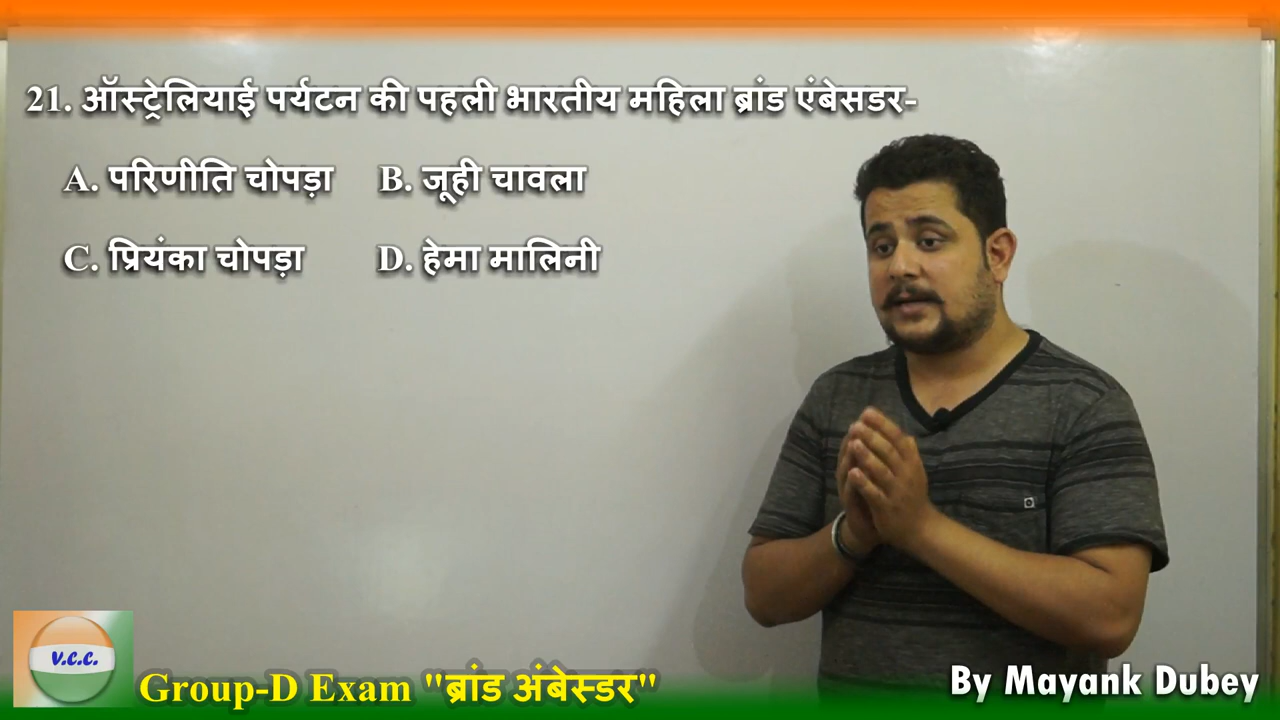 21. ऑस्ट्रेलियाई पर्यटन की पहली भारतीय महिला ब्रांड एंबेसडर-
A. परिणीति चोपड़ा B. जूही चावला
C. प्रियंका चोपड़ा D. हेमा मालिनी
V.C.C.
Group-D Exam "ब्रांड अंबेस्डर"
By Mayank Dubey